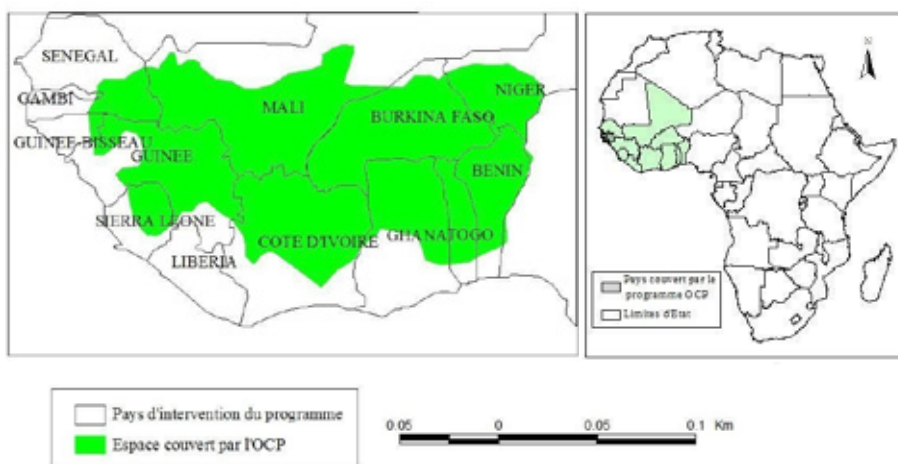 SENEGAL
GAMBI
GUINEE-BISSEAU
GUINEE
MALI
BURKINA FASO
NIGER
BENIN
SIERRA LEONE
LIBERIA
COTE D'IVOIRE
GHANATOGO
N
Pays couvert par le
programme OCP
Limites d'Etat
Pays d'intervention du programme
Espace couvert par l'OCP
0.05 0 0.05 0.1 Km